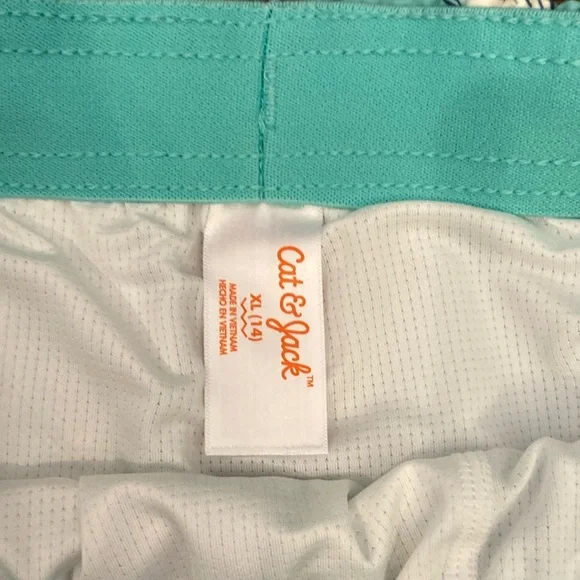 Cat & Jack™
XL (14)
MADE IN VIETNAM
HECHO EN VIETNAM